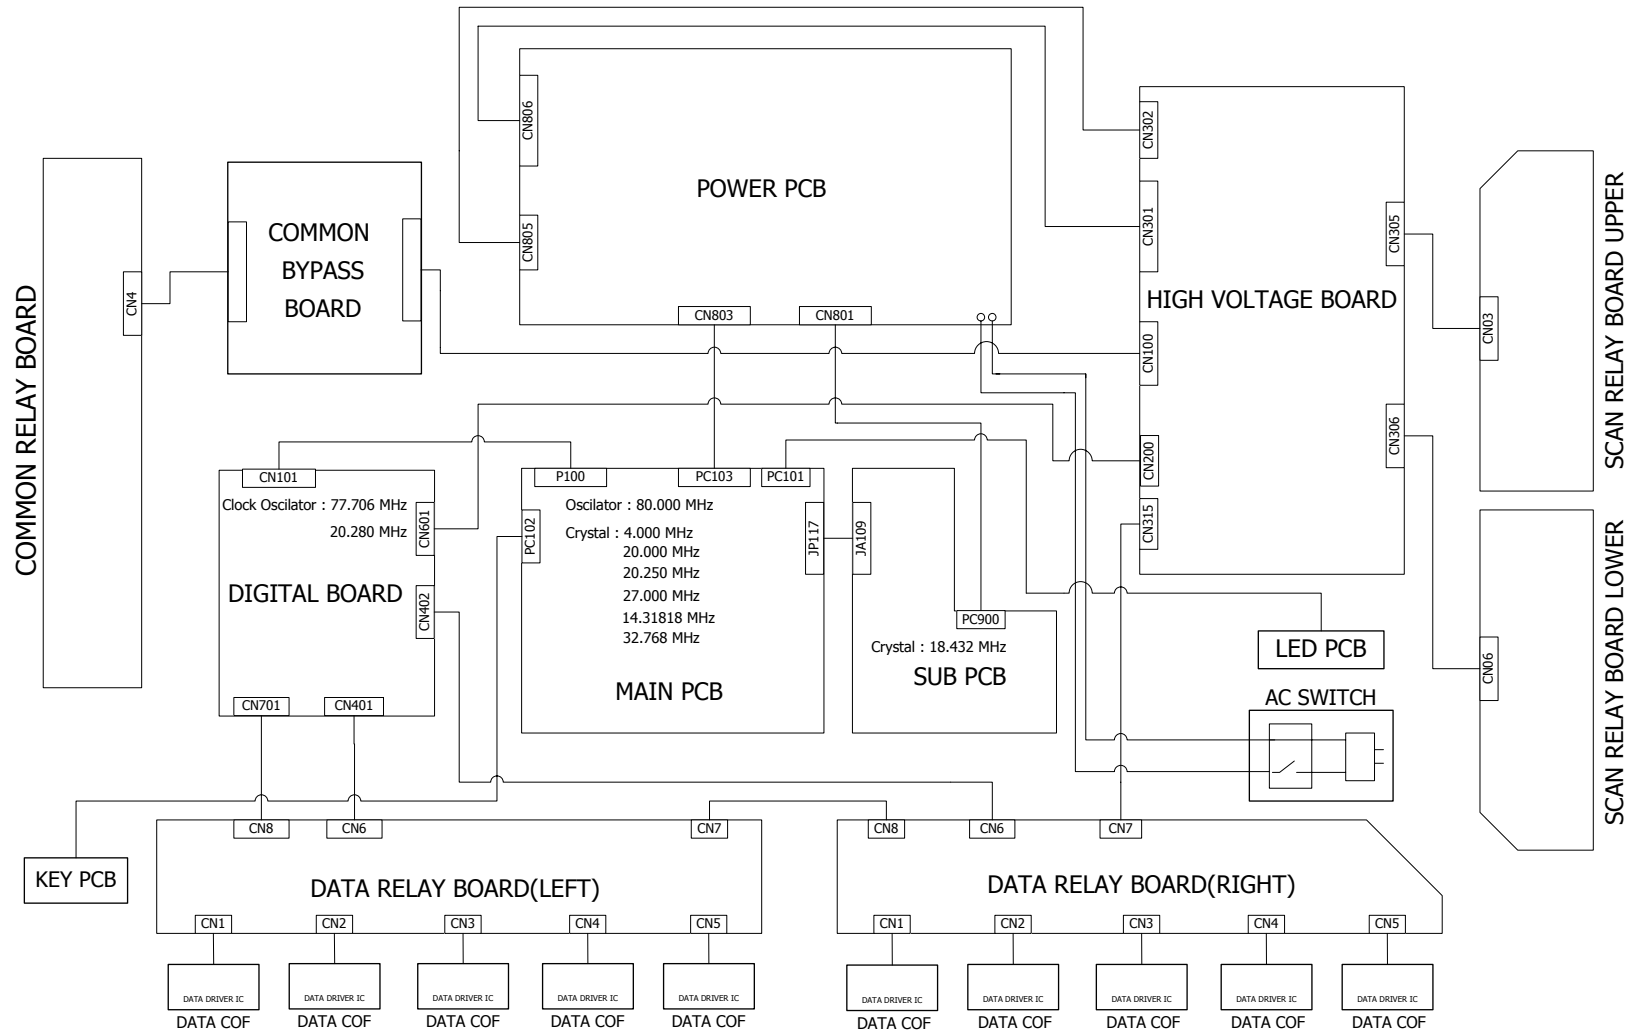 CN806
CN302
POWER PCB
COMMON
BYPASS
BOARD
CN805
CN301
CN305
SCAN RELAY BOARD UPPER
CN4
COMMON RELAY BOARD
CN803
CN801
HIGH VOLTAGE BOARD
CN03
CN100
CN306
CN200
CN101
P100
PC103
PC101
Clock Oscilator : 77.706 MHz
20.280 MHz
CN601
Oscilator : 80.000 MHz
PC102
Crystal : 4.000 MHz
20.000 MHz
20.250 MHz
27.000 MHz
14.31818 MHz
32.768 MHz
JP117
JA109
CN315
DIGITAL BOARD
CN402
PC900
Crystal : 18.432 MHz
SUB PCB
MAIN PCB
LED PCB
CN06
SCAN RELAY BOARD LOWER
CN701
CN401
AC SWITCH
CN8
CN6
CN7
CN8
CN6
CN7
KEY PCB
DATA RELAY BOARD(LEFT)
DATA RELAY BOARD(RIGHT)
CN1
CN2
CN3
CN4
CN5
CN1
CN2
CN3
CN4
CN5
DATA DRIVER IC
DATA DRIVER IC
DATA DRIVER IC
DATA DRIVER IC
DATA DRIVER IC
DATA DRIVER IC
DATA DRIVER IC
DATA DRIVER IC
DATA DRIVER IC
DATA DRIVER IC
DATA COF
DATA COF
DATA COF
DATA COF
DATA COF
DATA COF
DATA COF
DATA COF
DATA COF
DATA COF